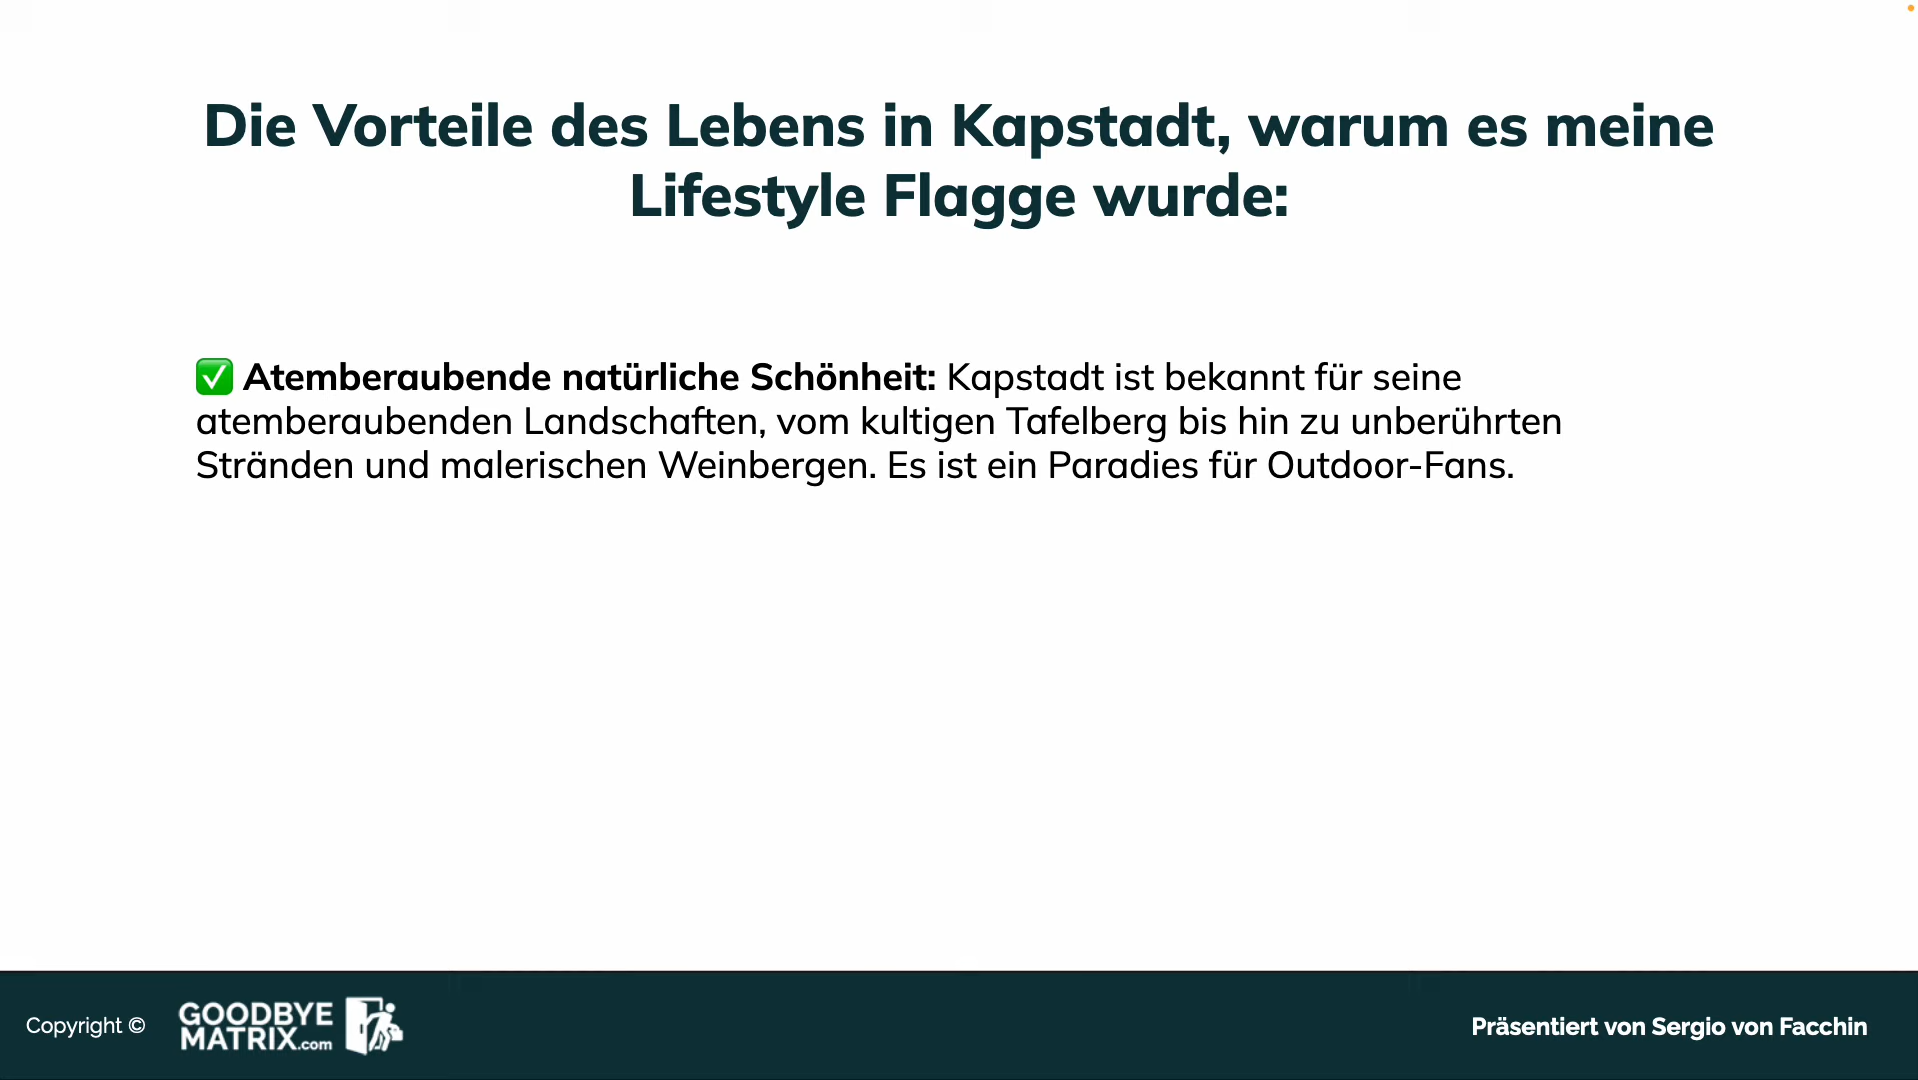 Die Vorteile des Lebens in Kapstadt, warum es meine
Lifestyle Flagge wurde:
✅ Atemberaubende natürliche Schönheit: Kapstadt ist bekannt für seine
atemberaubenden Landschaften, vom kultigen Tafelberg bis hin zu unberührten
Stränden und malerischen Weinbergen. Es ist ein Paradies für Outdoor-Fans.
Copyright ©
GOODBYE
MATRIX.com
Präsentiert von Sergio von Facchin